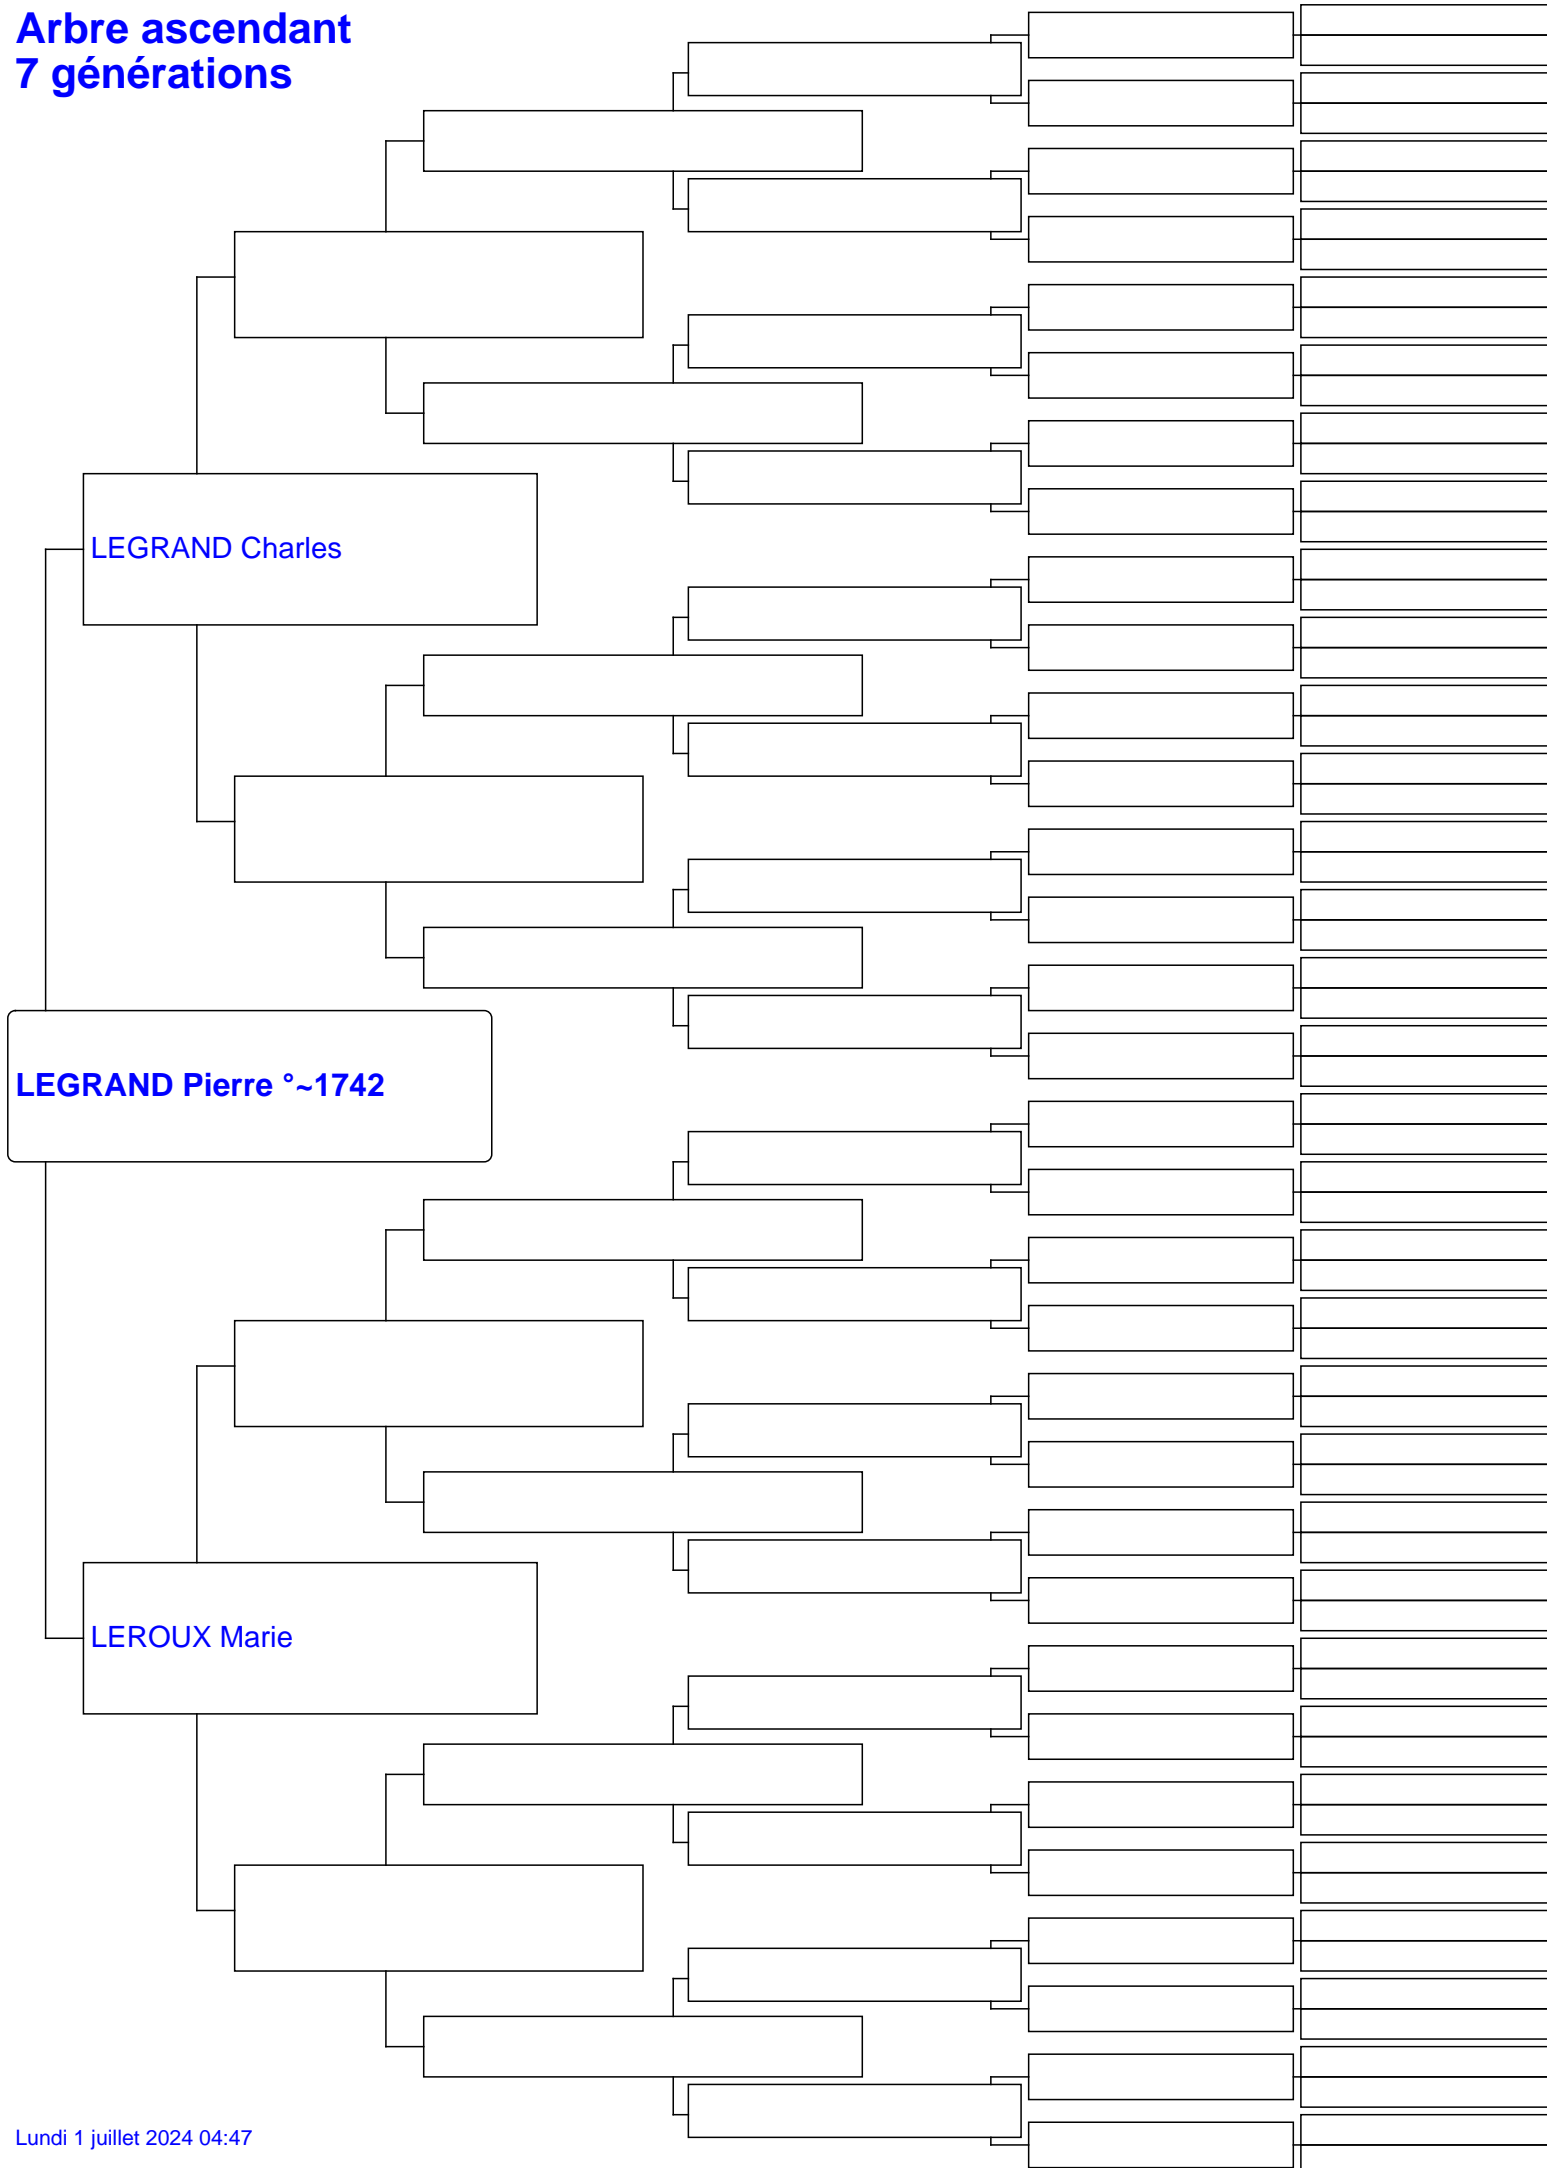 Arbre ascendant
7 générations
LEGRAND Charles
LEGRAND Pierre °~1742
LEROUX Marie
Lundi 1 juillet 2024 04:47